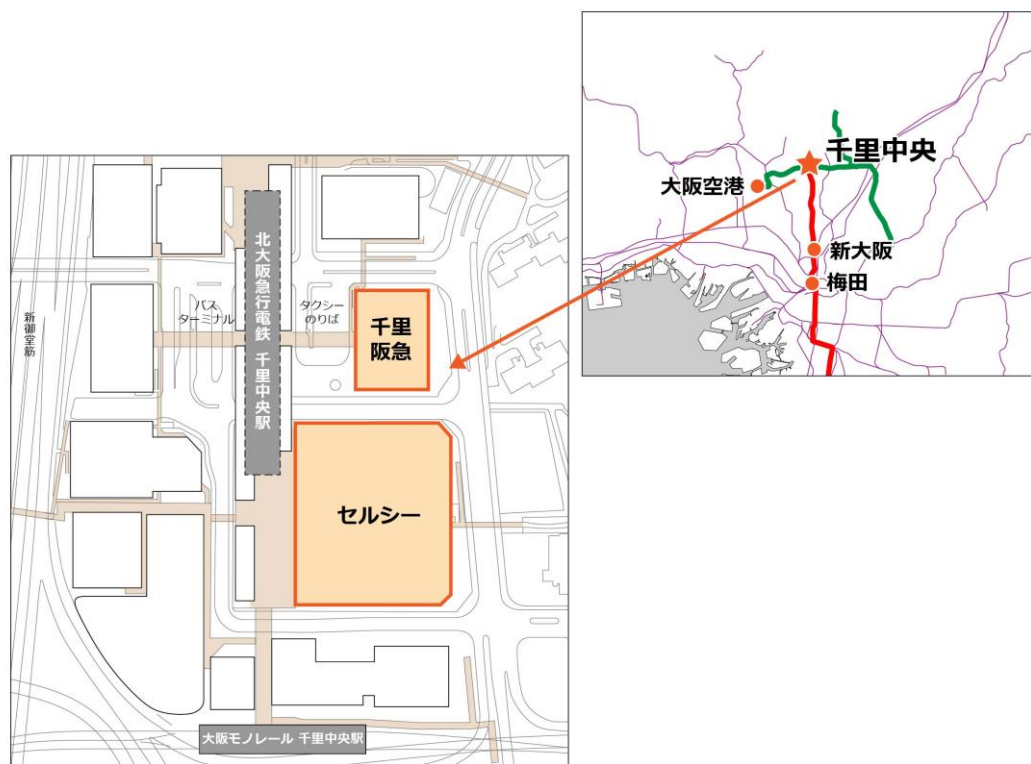 千里中央
大阪空港
新大阪
梅田
北大阪急行電鉄 千里中央駅
バス
ターミナル
タクシー
のりば
新御堂筋
千里
阪急
セルシー
大阪モノレール 千里中央駅